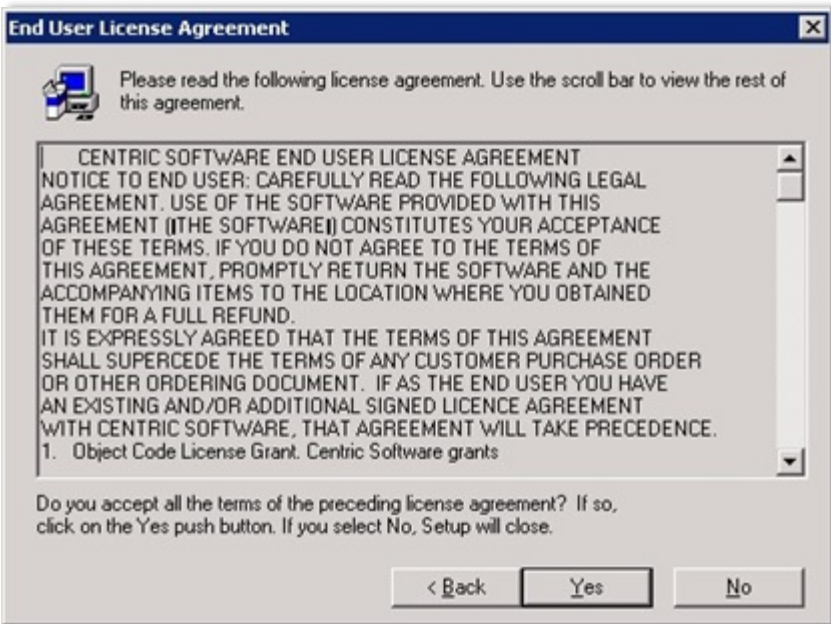 End User License Agreement
Please read the following license agreement. Use the scroll bar to view the rest of
this agreement.
CENTRIC SOFTWARE END USER LICENSE AGREEMENT
NOTICE TO END USER: CAREFULLY READ THE FOLLOWING LEGAL
AGREEMENT. USE OF THE SOFTWARE PROVIDED WITH THIS
AGREEMENT (|THE SOFTWARE|) CONSTITUTES YOUR ACCEPTANCE
OF THESE TERMS. IF YOU DO NOT AGREE TO THE TERMS OF
THIS AGREEMENT, PROMPTLY RETURN THE SOFTWARE AND THE
ACCOMPANYING ITEMS TO THE LOCATION WHERE YOU OBTAINED
THEM FOR A FULL REFUND.
IT IS EXPRESSLY AGREED THAT THE TERMS OF THIS AGREEMENT
SHALL SUPERCEDE THE TERMS OF ANY CUSTOMER PURCHASE ORDER
OR OTHER ORDERING DOCUMENT.  IF AS THE END USER YOU HAVE
AN EXISTING AND/OR ADDITIONAL SIGNED LICENCE AGREEMENT
WITH CENTRIC SOFTWARE, THAT AGREEMENT WILL TAKE PRECEDENCE.
1.   Object Code License Grant. Centric Software grants
Do you accept all the terms of the preceding license agreement?  If so,
click on the Yes push button. If you select No, Setup will close.
< Back
Yes
No